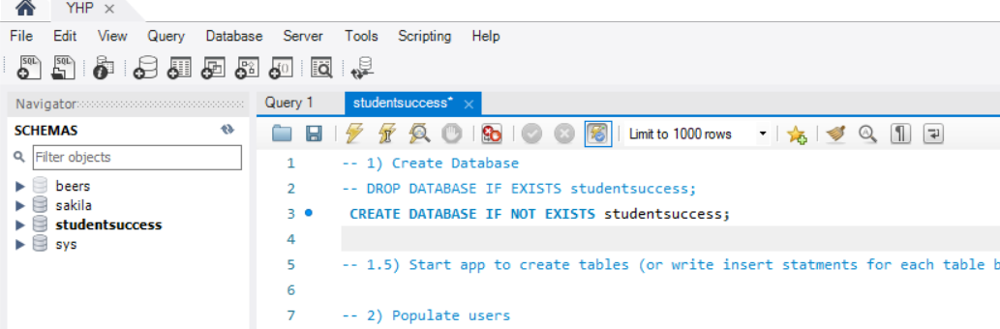 YHP
File Edit View Query Database Server Tools Scripting Help
SQL SQL
Navigator Query 1 studentsuccess*
SCHEMAS
Limit to 1000 rows
Filter objects
beers
sakila
studentsuccess
sys
1 -- 1) Create Database
2 -- DROP DATABASE IF EXISTS studentsuccess;
3 CREATE DATABASE IF NOT EXISTS studentsuccess;
4
5 -- 1.5) Start app to create tables (or write insert statments for each table b
6
7 -- 2) Populate users